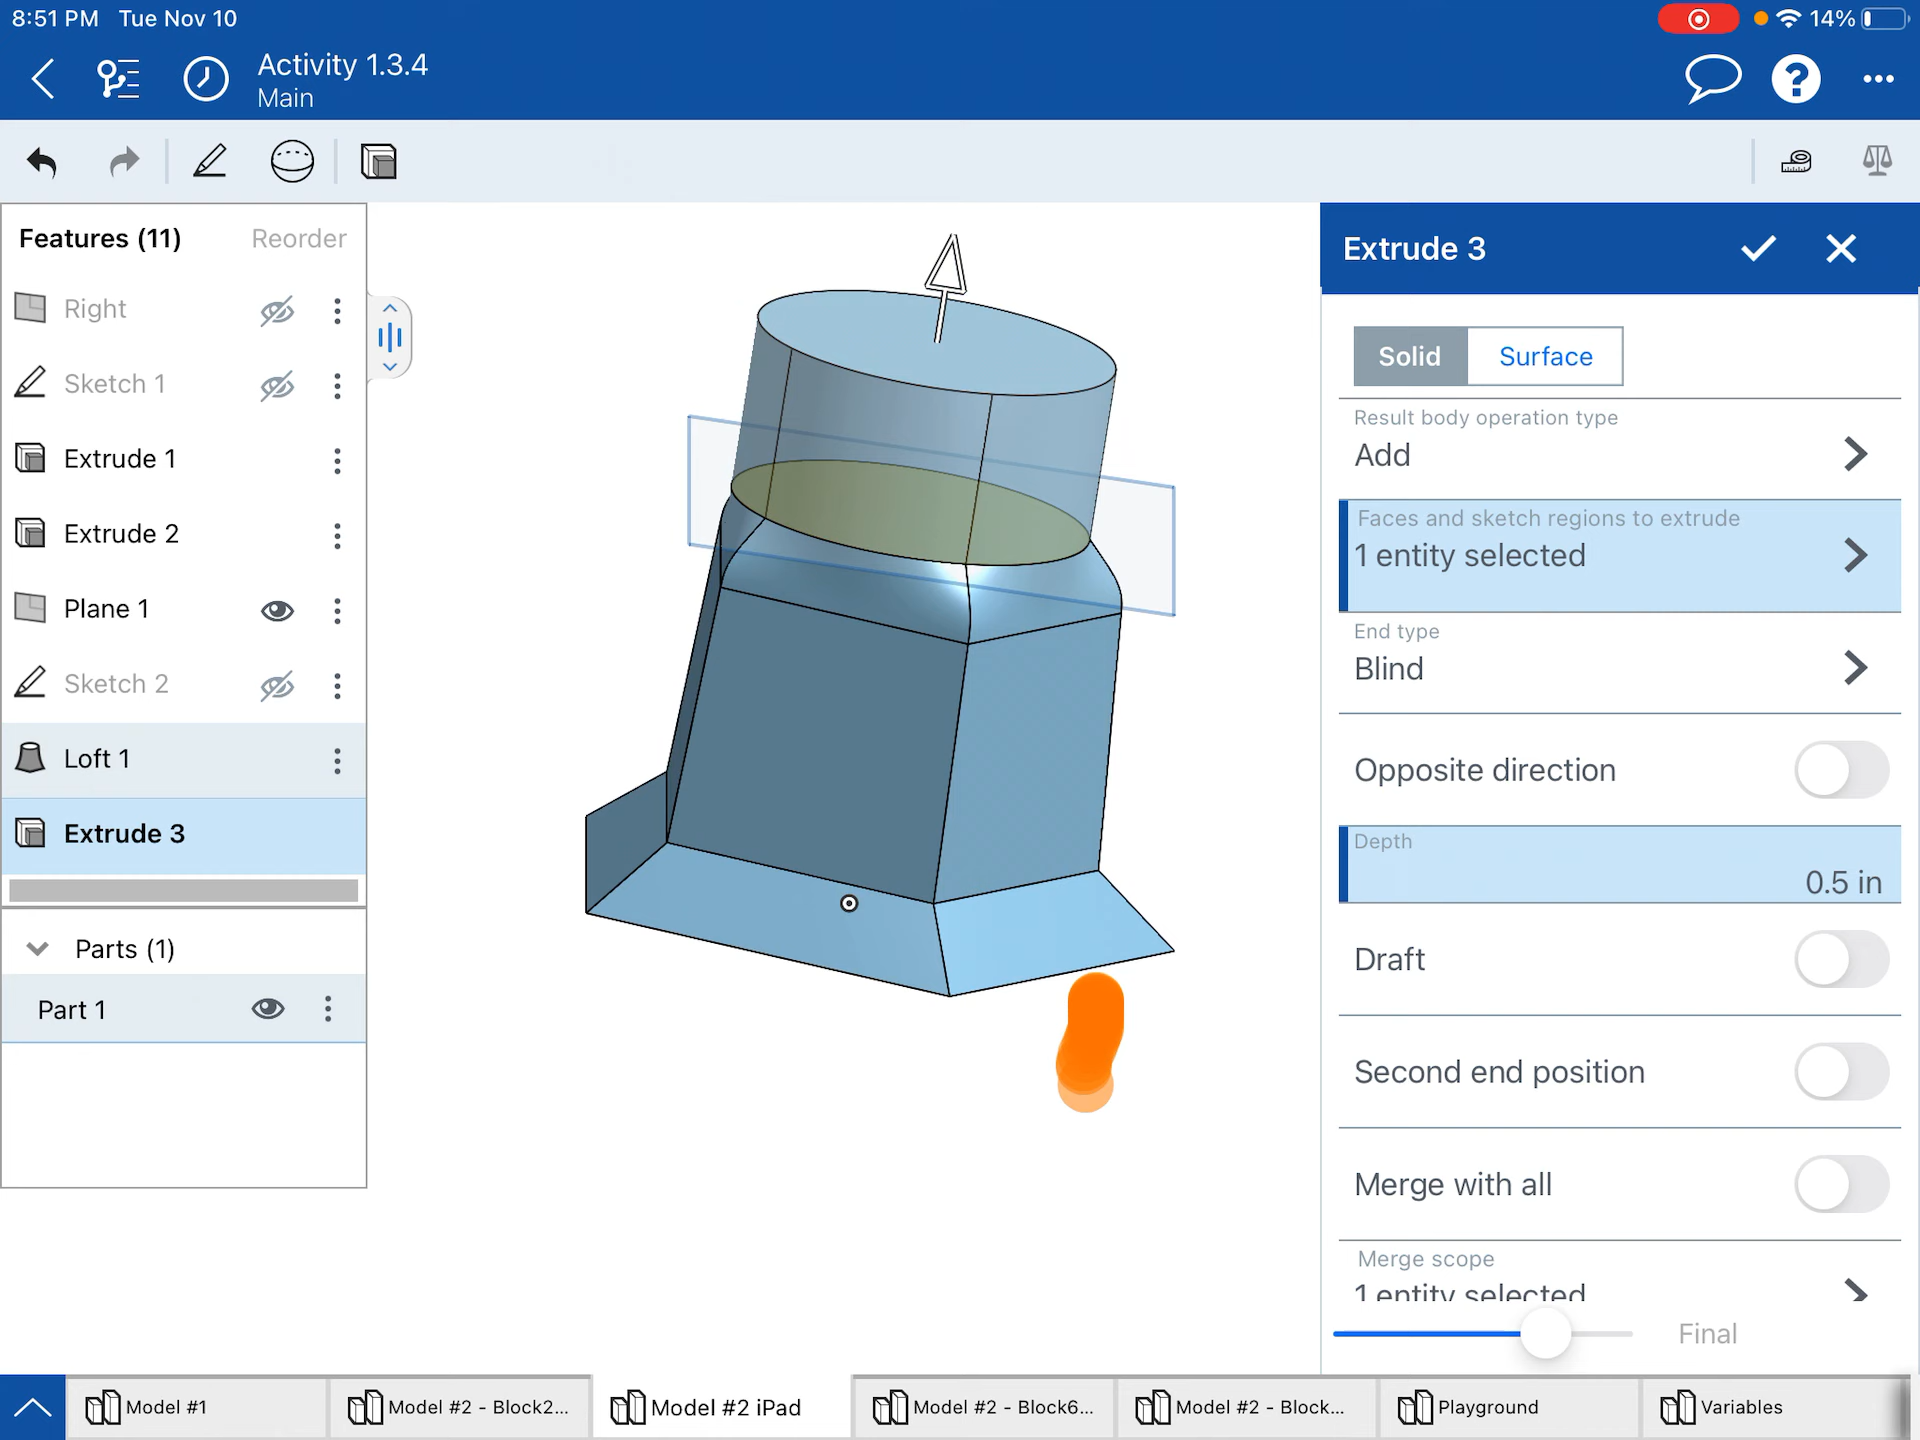 8:51 PM Tue Nov 10
14%
Activity 1.3.4
Main
Features (11) Reorder
Right
Sketch 1
Extrude 1
Extrude 2
Plane 1
Sketch 2
Loft 1
Extrude 3
Parts (1)
Part 1
Extrude 3
Solid Surface
Result body operation type
Add
Faces and sketch regions to extrude
1 entity selected
End type
Blind
Opposite direction
Depth
0.5 in
Draft
Second end position
Merge with all
Merge scope
1 entity selected
Final
Model #1
Model #2 - Block2...
Model #2 iPad
Model #2 - Block6...
Model #2 - Block...
Playground
Variables